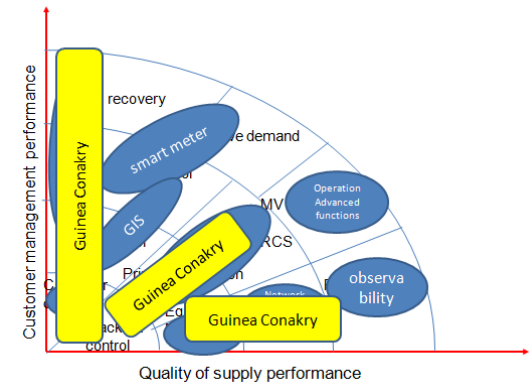 Customer management performance
recovery
smart meter
ve demand
Guinea Conakry
GIS
Operation
Advanced
functions
MV
RCS
Guinea Conakry
observa
bility
Network
Guinea Conakry
control
Quality of supply performance